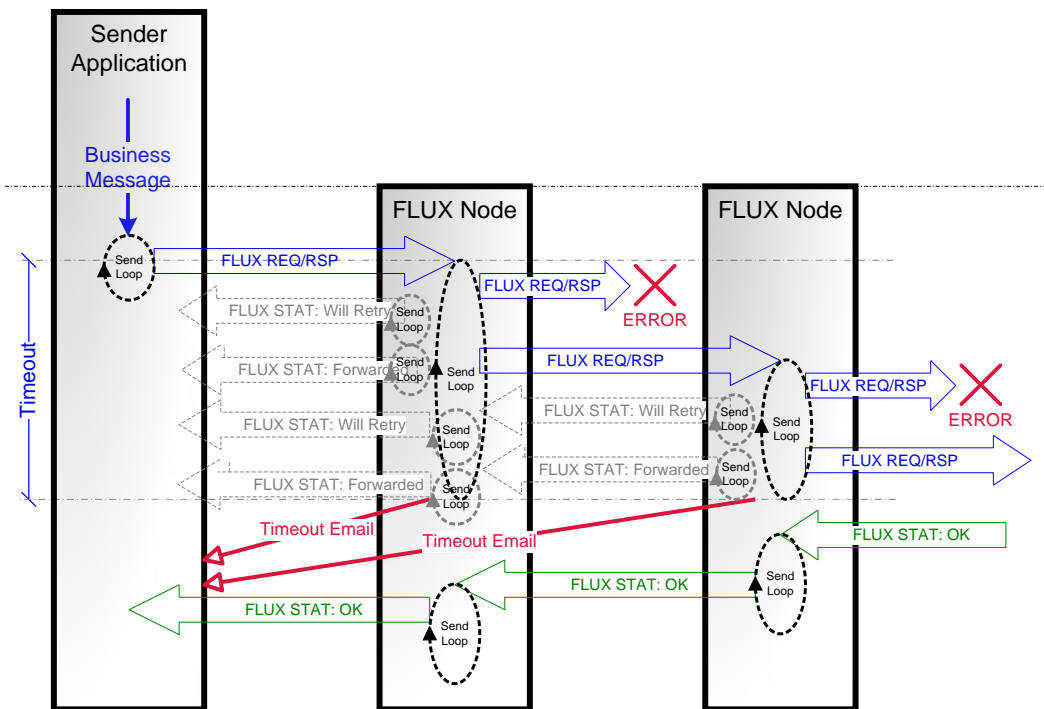 Sender
Application
Business
Message
FLUX Node
FLUX Node
Send
Loop
FLUX REQ/RSP
FLUX REQ/RSP
ERROR
FLUX STAT: Will Retry
Send
Loop
Timeout
FLUX STAT: Forwarded
Send
Loop
Send
Loop
FLUX REQ/RSP
FLUX REQ/RSP
ERROR
FLUX STAT: Will Retry
Send
Loop
FLUX STAT: Will Retry
Send
Loop
Send
Loop
FLUX REQ/RSP
FLUX STAT: Forwarded
Send
Loop
FLUX STAT: Forwarded
Send
Loop
Timeout Email
Timeout Email
FLUX STAT: OK
FLUX STAT: OK
Send
Loop
FLUX STAT: OK
Send
Loop